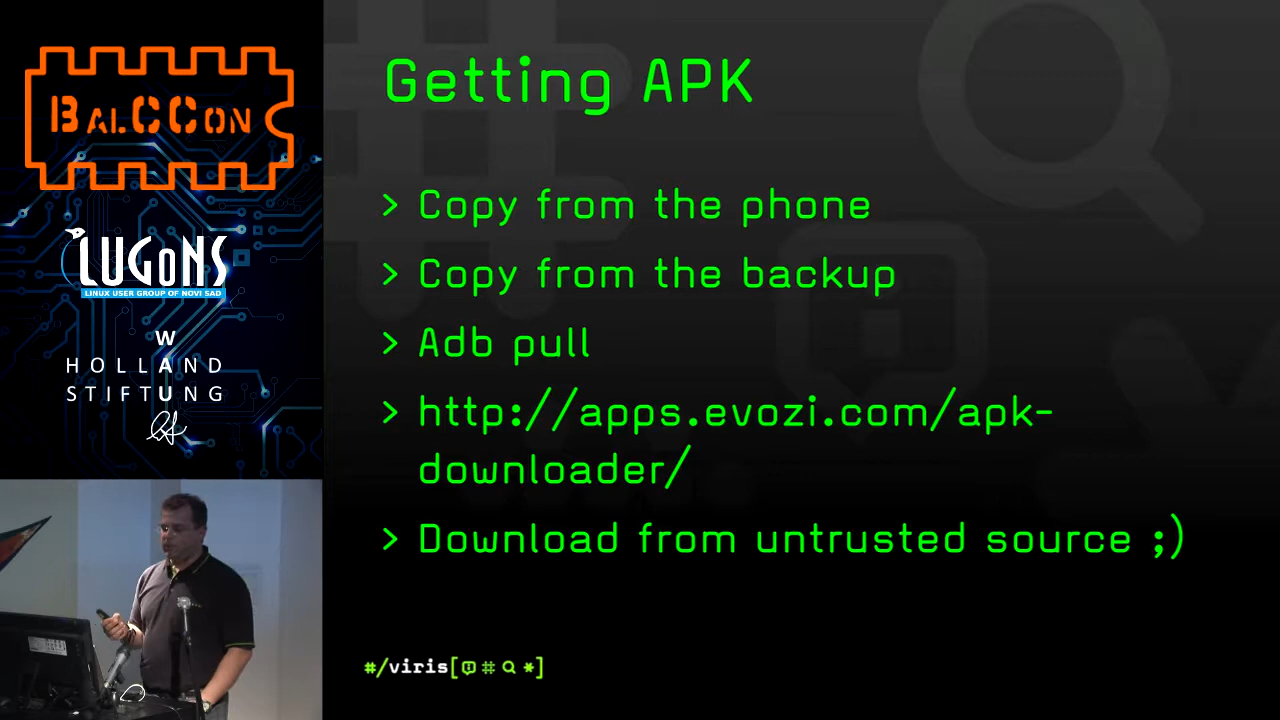 BALCCON
LUGONS
LINUX USER GROUP OF NOVI SAD
W
HOLLAND
STIFTUNG
Getting APK
> Copy from the phone
> Copy from the backup
> Adb pull
> http://apps.evozi.com/apk-
downloader/
> Download from untrusted source ;)
#/viris[ # *]